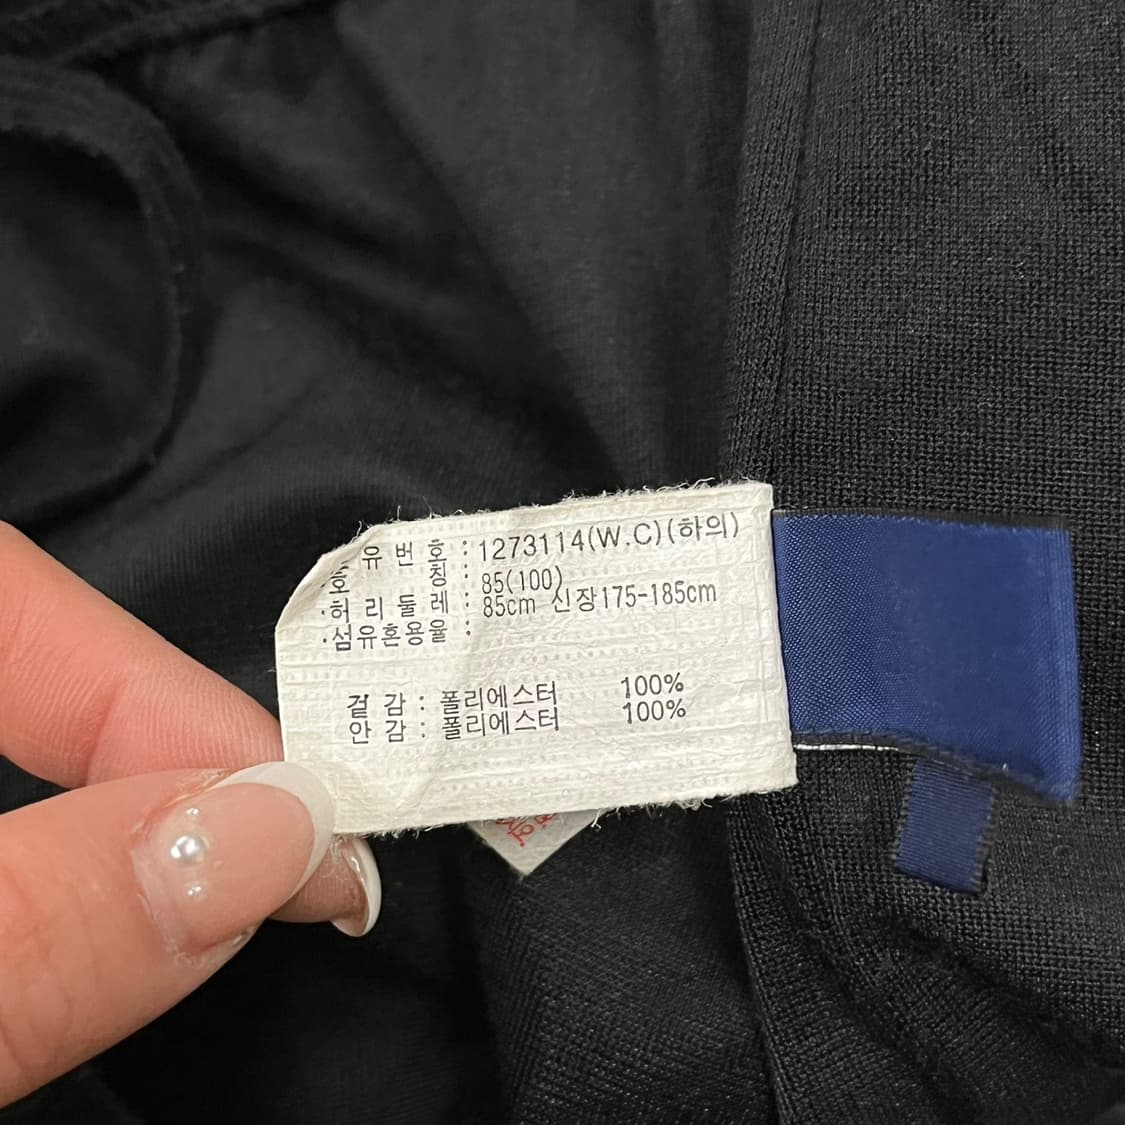 유 번 호 : 1273114(W.C)(하의)
호 칭 : 85(100)
·허 리 둘 레 : 85cm 신장175-185cm
·섬유혼용율 :
겉 감 : 폴리에스터 100%
안 감 : 폴리에스터 100%